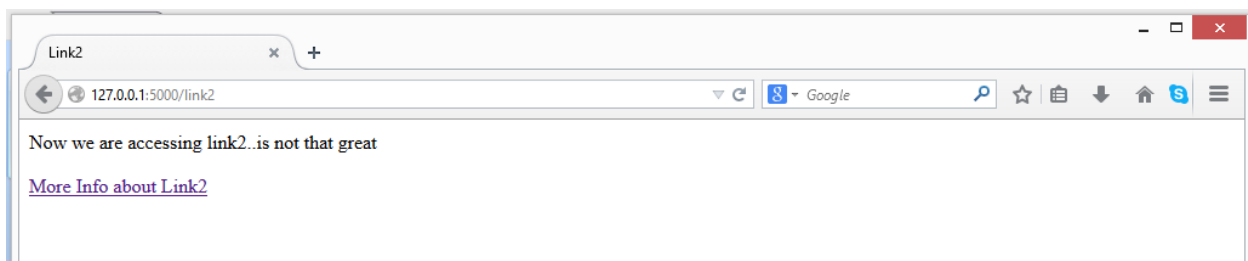 Link2
127.0.0.1:5000/link2
Google
Now we are accessing link2..is not that great
More Info about Link2